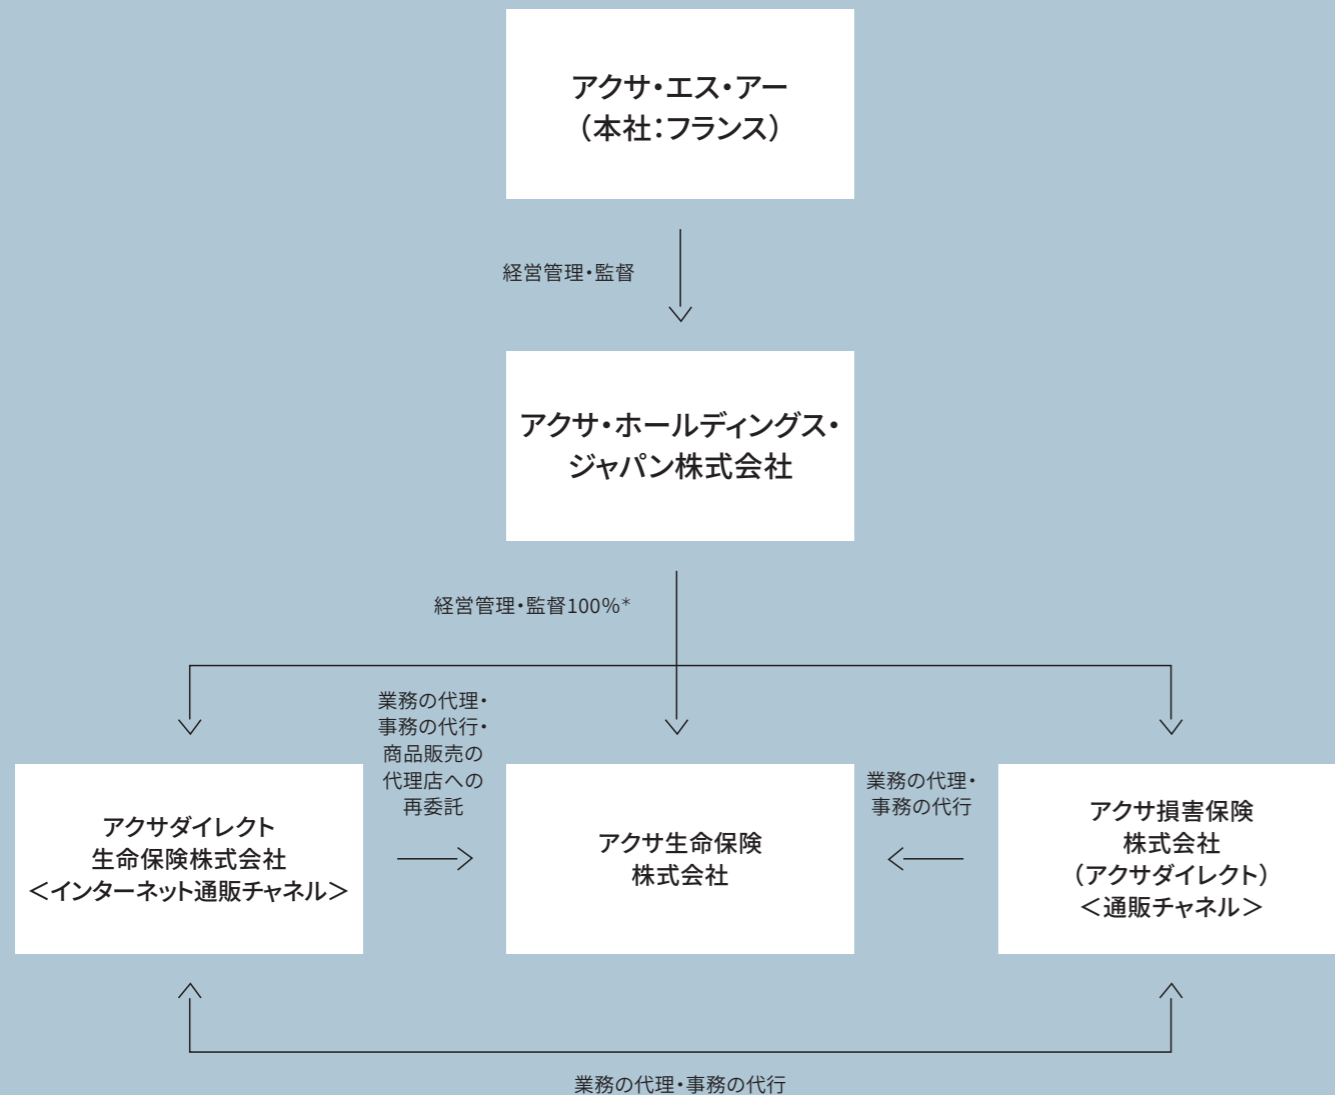 アクサ・エス・アー
（本社：フランス）
経営管理・監督
アクサ・ホールディングス・
ジャパン株式会社
経営管理・監督100%*
業務の代理・
事務の代行・
商品販売の
代理店への
再委託
業務の代理・
事務の代行
アクサダイレクト
生命保険株式会社
＜インターネット通販チャネル＞
アクサ生命保険
株式会社
アクサ損害保険
株式会社
（アクサダイレクト）
＜通販チャネル＞
業務の代理・事務の代行